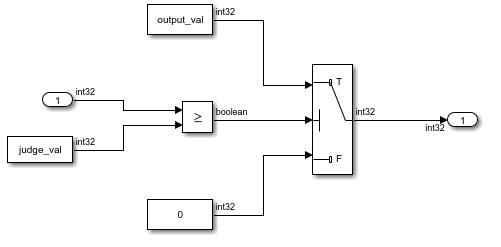 output_val
int32
1
int32
judge_val
int32
≥
boolean
0
int32
T
F
int32
int32
1